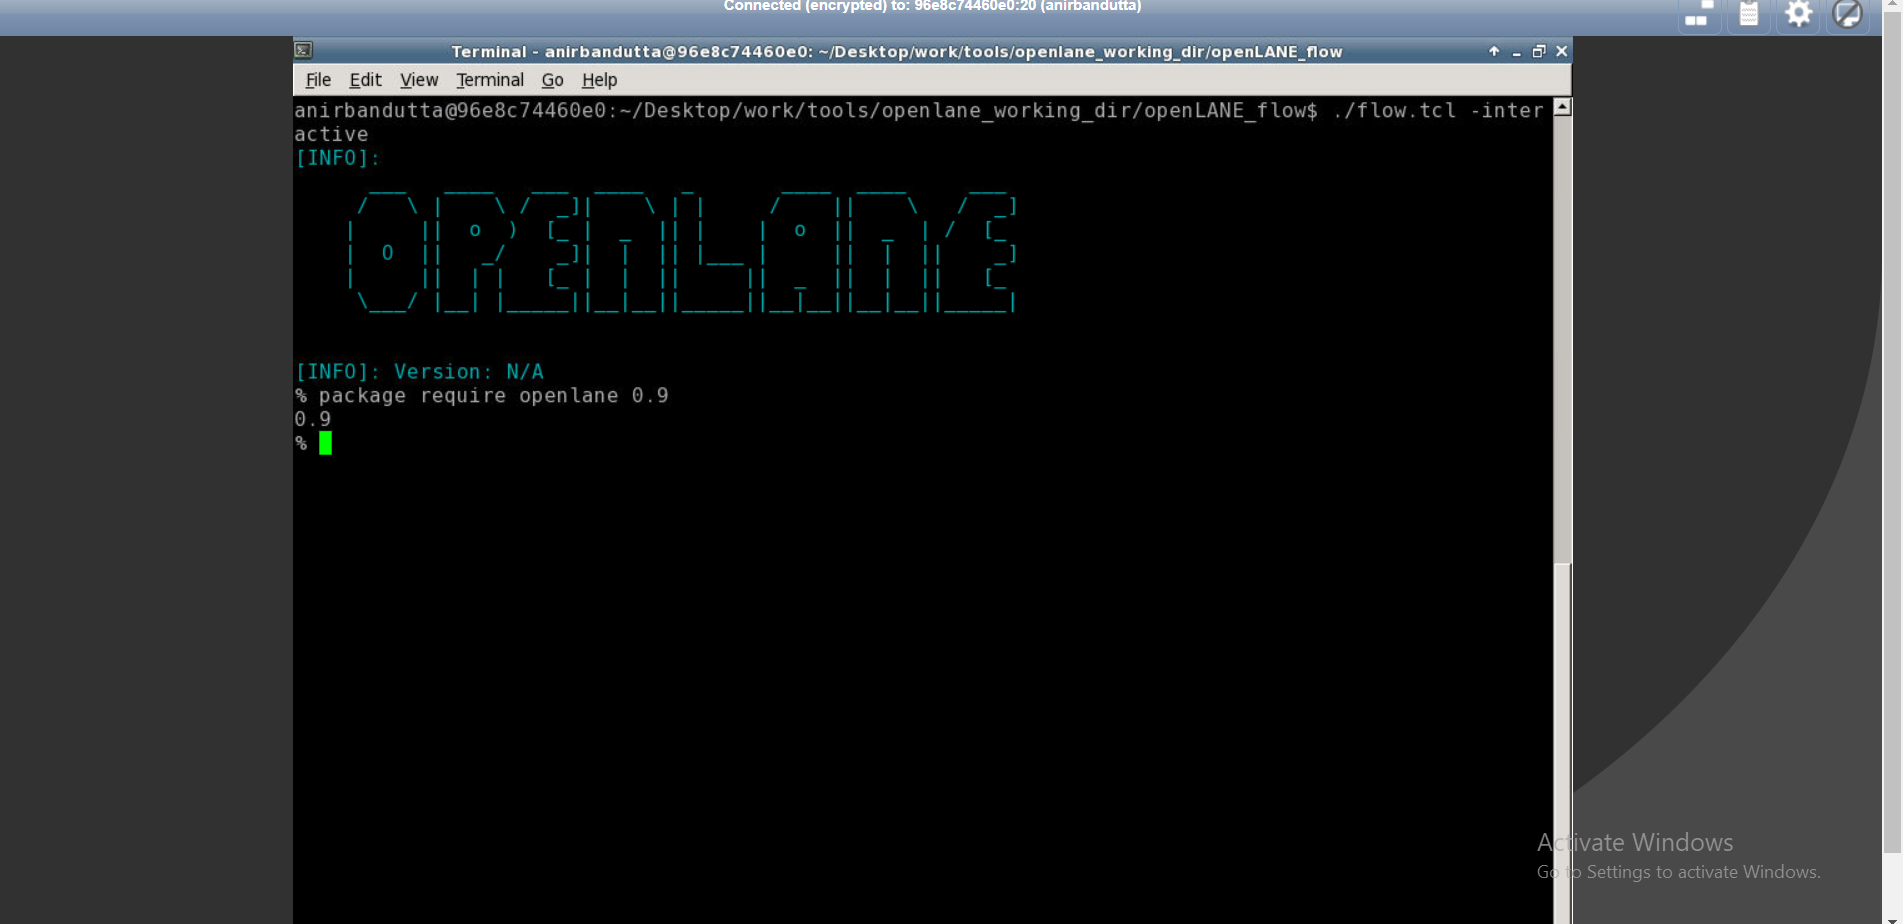 Connected (encrypted) to: 96e8c74460e0:20 (anirbandutta)
Terminal - anirbandutta@96e8c74460e0: ~/Desktop/work/tools/openlane_working_dir/openLANE_flow
File Edit View Terminal Go Help
anirbandutta@96e8c74460e0:~/Desktop/work/tools/openlane_working_dir/openLANE_flow$ ./flow.tcl -inter
active
[INFO]:
OPENLANE
[INFO]: Version: N/A
% package require openlane 0.9
0.9
%
Activate Windows
Go to Settings to activate Windows.